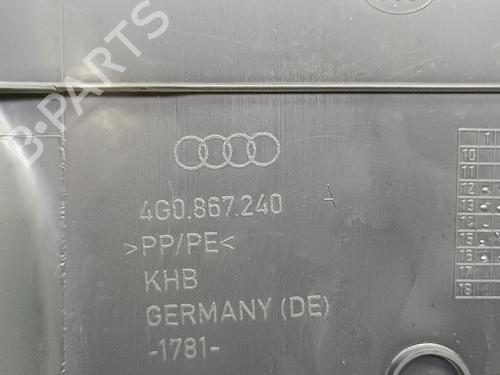 B-PARTS
4G0.867.240 A
>PP/PE<
KHB
GERMANY (DE)
-1781-
1
10
11
12
13
14
15
16
17
18